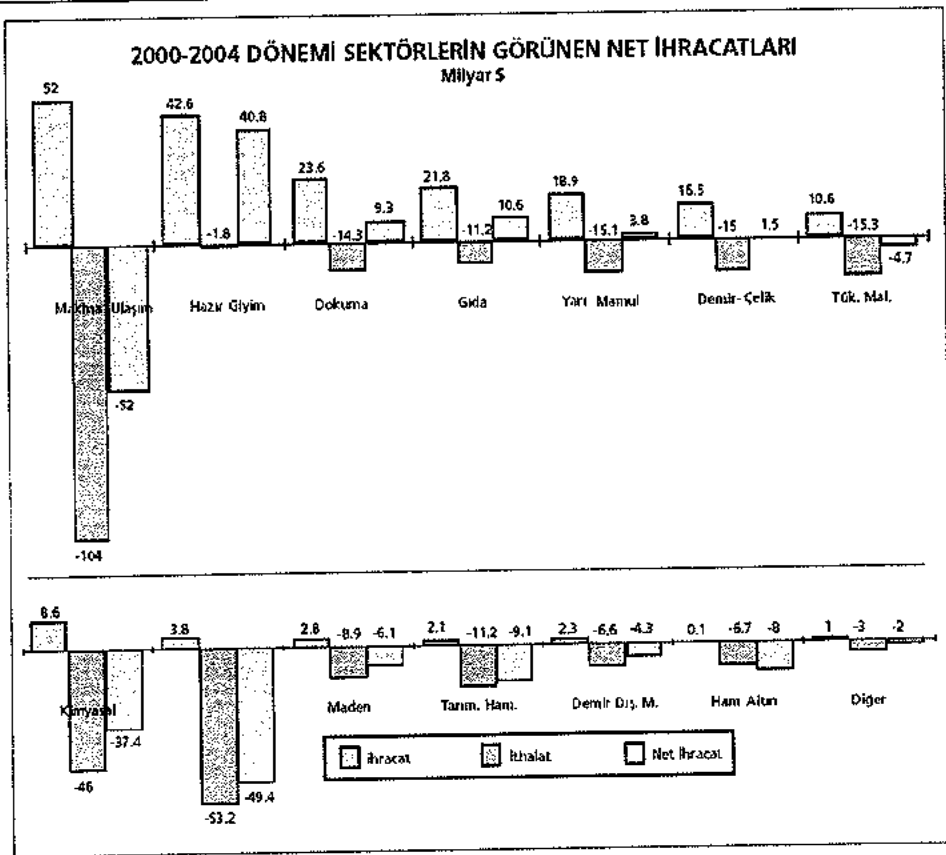 2000-2004 DÖNEMİ SEKTÖRLERİN GÖRÜNEN NET İHRACATLARI
Milyar $
52 42.6 -1.8 40.8 23.6 -14.3 9.3 21.8 -11.2 10.6 18.9 -15.1 3.8 16.5 -15 1.5 10.6 -15.3 -4.7
Makina Ulaşım Hazır Giyim Dokuma Gıda Yarı Mamul Demir-Çelik Tük. Mal.
-52
-104
8.6 3.8 2.8 -8.9 -6.1 2.1 -11.2 -9.1 2.3 -6.6 -4.3 0.1 -6.7 -8 1 -3 -2
Kimyasal Maden Tarım. Ham. Demir Dış. M. Ham Altın Diğer
-37.4
İhracat İthalat Net İhracat
-46 -53.2 -49.4